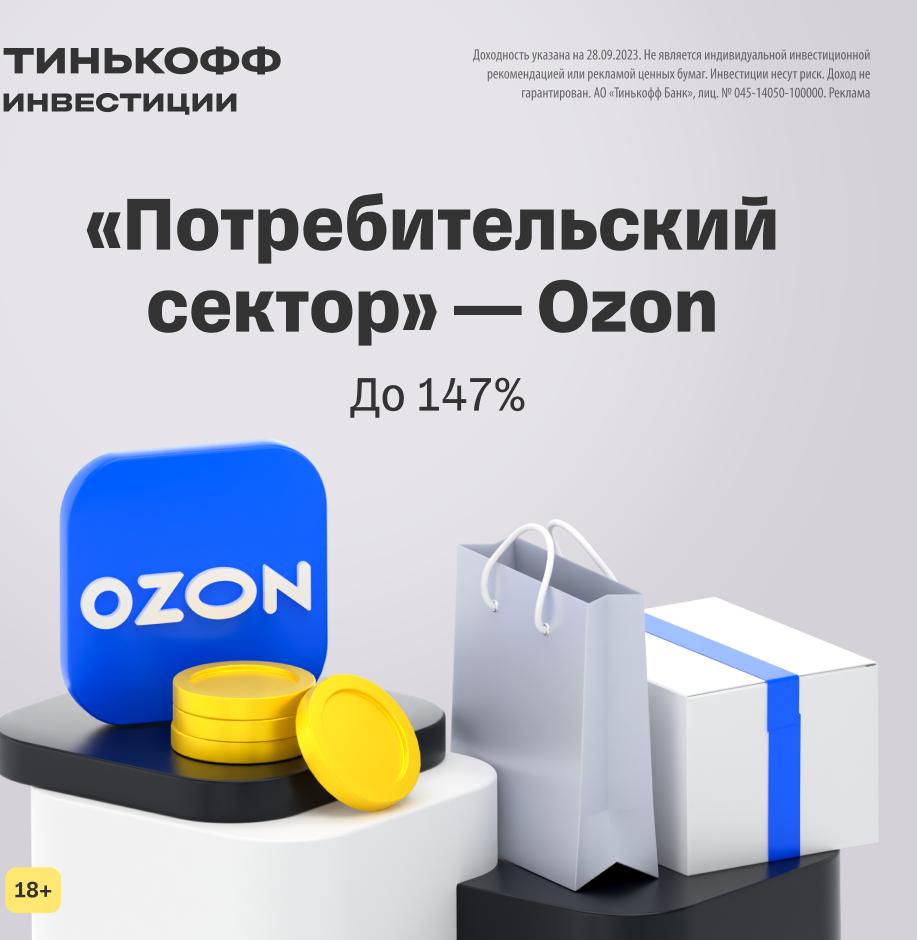 ТИНЬКОФФ
ИНВЕСТИЦИИ
Доходность указана на 28.09.2023. Не является индивидуальной инвестиционной
рекомендацией или рекламой ценных бумаг. Инвестиции несут риск. Доход не
гарантирован. АО «Тинькофф Банк», лиц. № 045-14050-100000. Реклама
«Потребительский
сектор» — Ozon
До 147%
OZON
18+